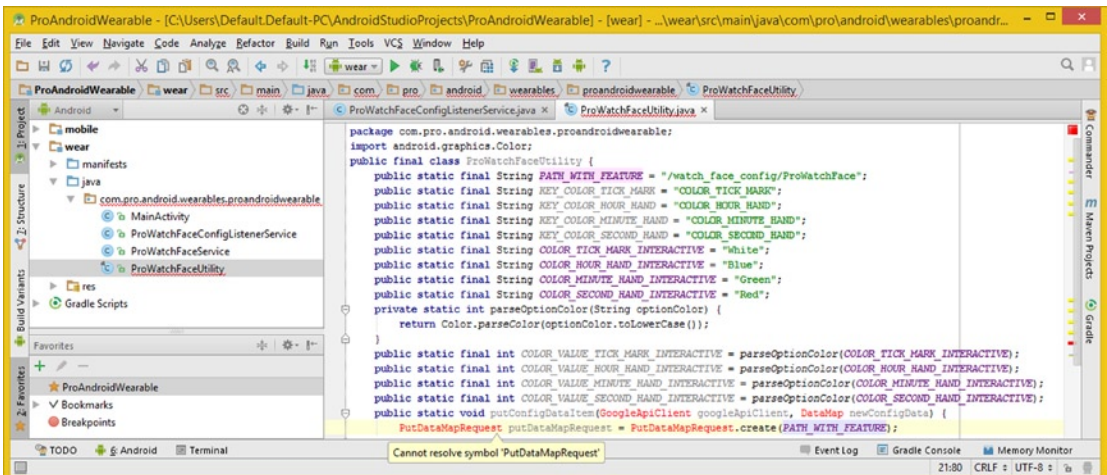 ProAndroidWearable - [C:\Users\Default.Default-PC\AndroidStudioProjects\ProAndroidWearable] - [wear] - ...\wear\src\main\java\com\pro\android\wearables\proandr...
File Edit View Navigate Code Analyze Refactor Build Run Tools VCS Window Help
wear
ProAndroidWearable wear src main java com pro android wearables proandroidwearable ProWatchFaceUtility
1: Project
Z: Structure
Build Variants
2: Favorites
Android
mobile
wear
manifests
java
com.pro.android.wearables.proandroidwearable
MainActivity
ProWatchFaceConfigListenerService
ProWatchFaceService
ProWatchFaceUtility
res
Gradle Scripts
Favorites
ProAndroidWearable
Bookmarks
Breakpoints
ProWatchFaceConfigListenerService.java ProWatchFaceUtility.java
package com.pro.android.wearables.proandroidwearable;
import android.graphics.Color;
public final class ProWatchFaceUtility {
public static final String PATH_WITH_FEATURE = "/watch_face_config/ProWatchFace";
public static final String KEY_COLOR_TICK_MARK = "COLOR_TICK_MARK";
public static final String KEY_COLOR_HOUR_HAND = "COLOR_HOUR_HAND";
public static final String KEY_COLOR_MINUTE_HAND = "COLOR_MINUTE_HAND";
public static final String KEY_COLOR_SECOND_HAND = "COLOR_SECOND_HAND";
public static final String COLOR_TICK_MARK_INTERACTIVE = "White";
public static final String COLOR_HOUR_HAND_INTERACTIVE = "Blue";
public static final String COLOR_MINUTE_HAND_INTERACTIVE = "Green";
public static final String COLOR_SECOND_HAND_INTERACTIVE = "Red";
private static int parseOptionColor(String optionColor) {
return Color.parseColor(optionColor.toLowerCase());
}
public static final int COLOR_VALUE_TICK_MARK_INTERACTIVE = parseOptionColor(COLOR_TICK_MARK_INTERACTIVE);
public static final int COLOR_VALUE_HOUR_HAND_INTERACTIVE = parseOptionColor(COLOR_HOUR_HAND_INTERACTIVE);
public static final int COLOR_VALUE_MINUTE_HAND_INTERACTIVE = parseOptionColor(COLOR_MINUTE_HAND_INTERACTIVE);
public static final int COLOR_VALUE_SECOND_HAND_INTERACTIVE = parseOptionColor(COLOR_SECOND_HAND_INTERACTIVE);
public static void putConfigDataItem(GoogleApiClient googleApiClient, DataMap newConfigData) {
PutDataMapRequest putDataMapRequest = PutDataMapRequest.create(PATH_WITH_FEATURE);
Cannot resolve symbol 'PutDataMapRequest'
Commander
Maven Projects
Gradle
TODO 6: Android Terminal
Event Log Gradle Console Memory Monitor
21:80 CRLF UTF-8